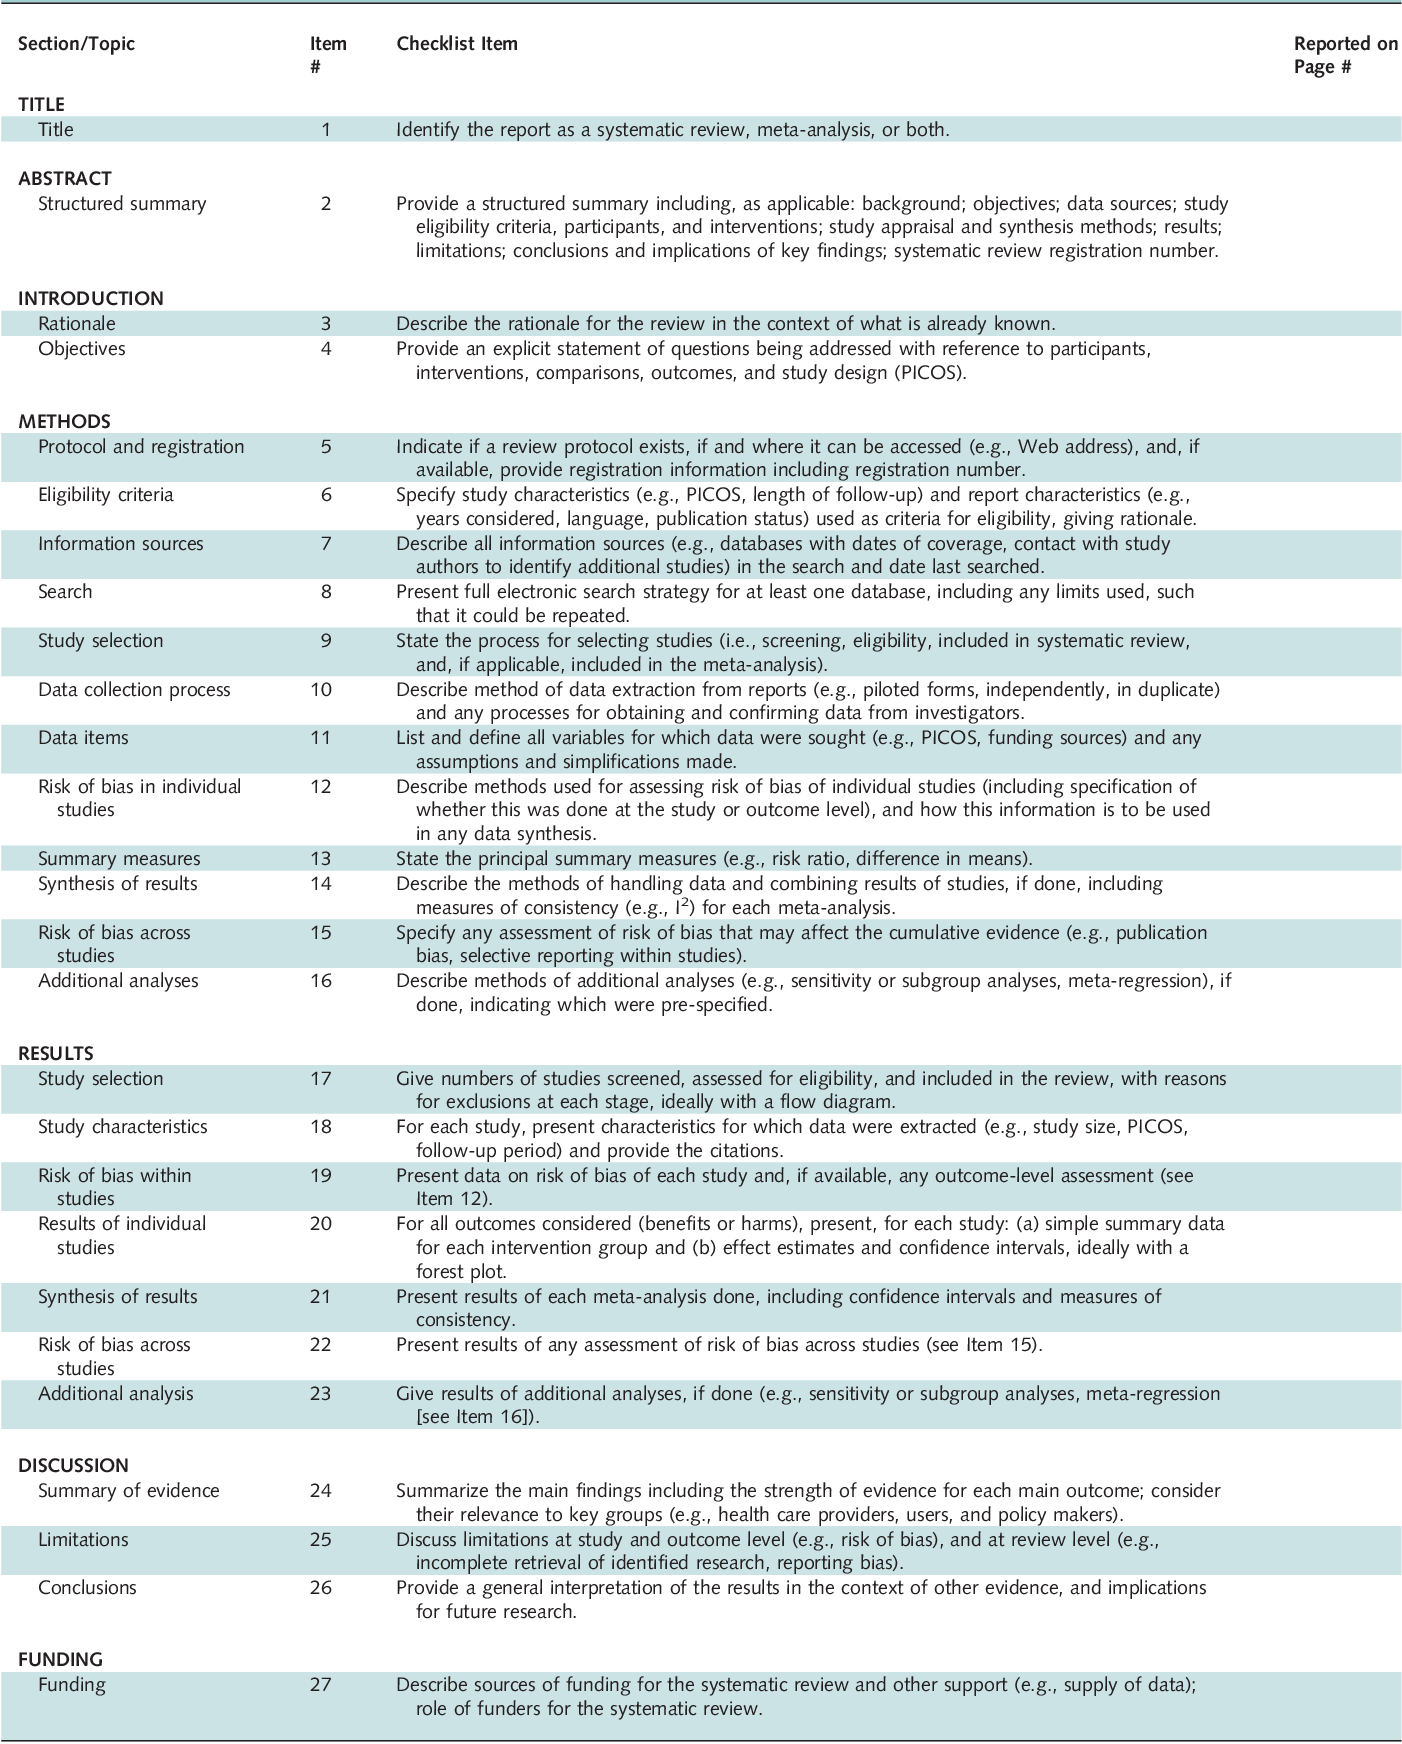 Section/Topic Item Checklist Item Reported on
# Page #
TITLE
Title 1 Identify the report as a systematic review, meta-analysis, or both.
ABSTRACT
Structured summary 2 Provide a structured summary including, as applicable: background; objectives; data sources; study
eligibility criteria, participants, and interventions; study appraisal and synthesis methods; results;
limitations; conclusions and implications of key findings; systematic review registration number.
INTRODUCTION
Rationale 3 Describe the rationale for the review in the context of what is already known.
Objectives 4 Provide an explicit statement of questions being addressed with reference to participants,
interventions, comparisons, outcomes, and study design (PICOS).
METHODS
Protocol and registration 5 Indicate if a review protocol exists, if and where it can be accessed (e.g., Web address), and, if
available, provide registration information including registration number.
Eligibility criteria 6 Specify study characteristics (e.g., PICOS, length of follow-up) and report characteristics (e.g.,
years considered, language, publication status) used as criteria for eligibility, giving rationale.
Information sources 7 Describe all information sources (e.g., databases with dates of coverage, contact with study
authors to identify additional studies) in the search and date last searched.
Search 8 Present full electronic search strategy for at least one database, including any limits used, such
that it could be repeated.
Study selection 9 State the process for selecting studies (i.e., screening, eligibility, included in systematic review,
and, if applicable, included in the meta-analysis).
Data collection process 10 Describe method of data extraction from reports (e.g., piloted forms, independently, in duplicate)
and any processes for obtaining and confirming data from investigators.
Data items 11 List and define all variables for which data were sought (e.g., PICOS, funding sources) and any
assumptions and simplifications made.
Risk of bias in individual 12 Describe methods used for assessing risk of bias of individual studies (including specification of
studies whether this was done at the study or outcome level), and how this information is to be used
in any data synthesis.
Summary measures 13 State the principal summary measures (e.g., risk ratio, difference in means).
Synthesis of results 14 Describe the methods of handling data and combining results of studies, if done, including
measures of consistency (e.g., I²) for each meta-analysis.
Risk of bias across 15 Specify any assessment of risk of bias that may affect the cumulative evidence (e.g., publication
studies bias, selective reporting within studies).
Additional analyses 16 Describe methods of additional analyses (e.g., sensitivity or subgroup analyses, meta-regression), if
done, indicating which were pre-specified.
RESULTS
Study selection 17 Give numbers of studies screened, assessed for eligibility, and included in the review, with reasons
for exclusions at each stage, ideally with a flow diagram.
Study characteristics 18 For each study, present characteristics for which data were extracted (e.g., study size, PICOS,
follow-up period) and provide the citations.
Risk of bias within 19 Present data on risk of bias of each study and, if available, any outcome-level assessment (see
studies Item 12).
Results of individual 20 For all outcomes considered (benefits or harms), present, for each study: (a) simple summary data
studies for each intervention group and (b) effect estimates and confidence intervals, ideally with a
forest plot.
Synthesis of results 21 Present results of each meta-analysis done, including confidence intervals and measures of
consistency.
Risk of bias across 22 Present results of any assessment of risk of bias across studies (see Item 15).
studies
Additional analysis 23 Give results of additional analyses, if done (e.g., sensitivity or subgroup analyses, meta-regression
[see Item 16]).
DISCUSSION
Summary of evidence 24 Summarize the main findings including the strength of evidence for each main outcome; consider
their relevance to key groups (e.g., health care providers, users, and policy makers).
Limitations 25 Discuss limitations at study and outcome level (e.g., risk of bias), and at review level (e.g.,
incomplete retrieval of identified research, reporting bias).
Conclusions 26 Provide a general interpretation of the results in the context of other evidence, and implications
for future research.
FUNDING
Funding 27 Describe sources of funding for the systematic review and other support (e.g., supply of data);
role of funders for the systematic review.